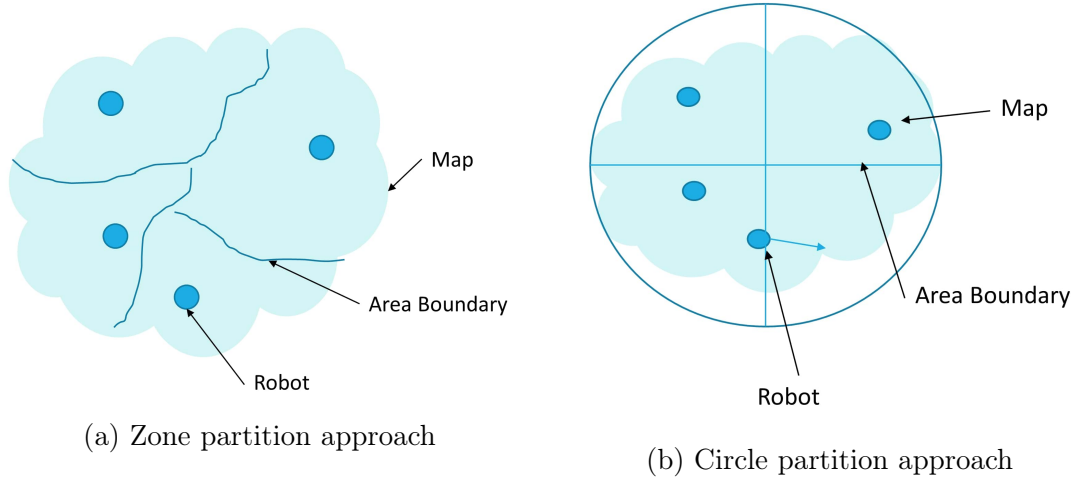 Map
Area Boundary
Robot
(a) Zone partition approach
Map
Area Boundary
Robot
(b) Circle partition approach